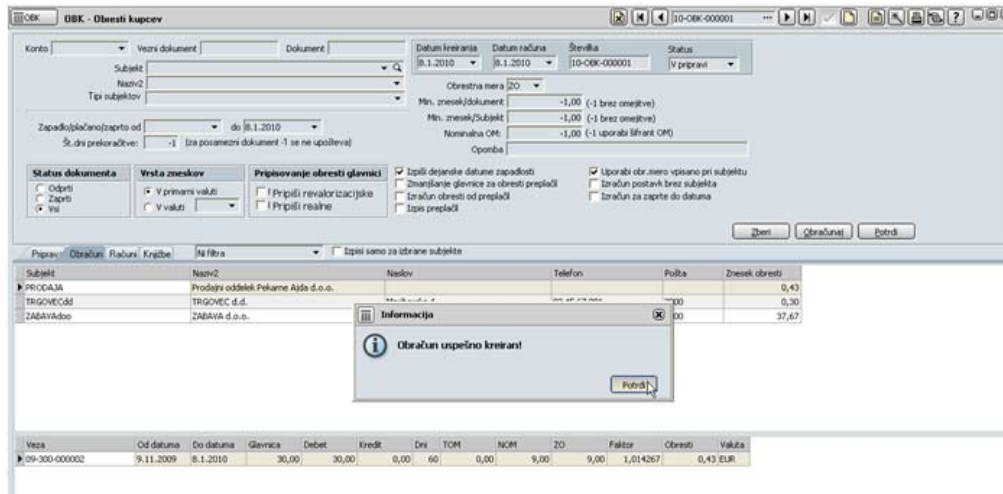 OBK OBK - Obresti kupcev 10-OBK-000001
Konto Vezni dokument Dokument
Subjekt
Naziv2
Tipi subjektov
Zapadlo/plačano/zaprto od do 8.1.2010
Št.dni prekoračitve: -1 (za posamezni dokument -1 se ne upošteva)
Datum kreiranja Datum računa Številka Status
8.1.2010 8.1.2010 10-OBK-000001 V pripravi
Obrestna mera ZO
Min. znesek/dokument -1,00 (-1 brez omejitve)
Min. znesek/Subjekt -1,00 (-1 brez omejitve)
Nominalna OM: -1,00 (-1 uporabi šifrant OM)
Opomba
Status dokumenta
Odprti
Zaprti
Vsi
Vrsta zneskov
V primarni valuti
V valuti
Pripisovanje obresti glavnici
! Pripiši revalorizacijske
! Pripiši realne
Izpiši dejanske datume zapadlosti
Zmanjšanje glavnice za obresti preplačil
Izračun obresti od preplačil
Izpis preplačil
Uporabi obr.mero vpisano pri subjektu
Izračun postavk brez subjekta
Izračun za zaprte do datuma
Zberi Obračunaj Potrdi
Obračun Računi Knjižbe Ni filtra Izpisi samo za izbrane subjekte
Subjekt Naziv2 Naslov Telefon Pošta Znesek obresti
PRODAJA Prodajni oddelek Pekarne Ajda d.o.o. 0,43
TRGOVECdd TRGOVEC d.d. 0,30
ZABAVAdoo ZABAVA d.o.o. 37,67
Informacija
Obračun uspešno kreiran!
Potrdi
Veza Od datuma Do datuma Glavnica Debet Kredit Dni TOM NOM ZO Faktor Obresti Valuta
09-300-000002 9.11.2009 8.1.2010 30,00 30,00 0,00 60 0,00 9,00 9,00 1,014267 0,43 EUR